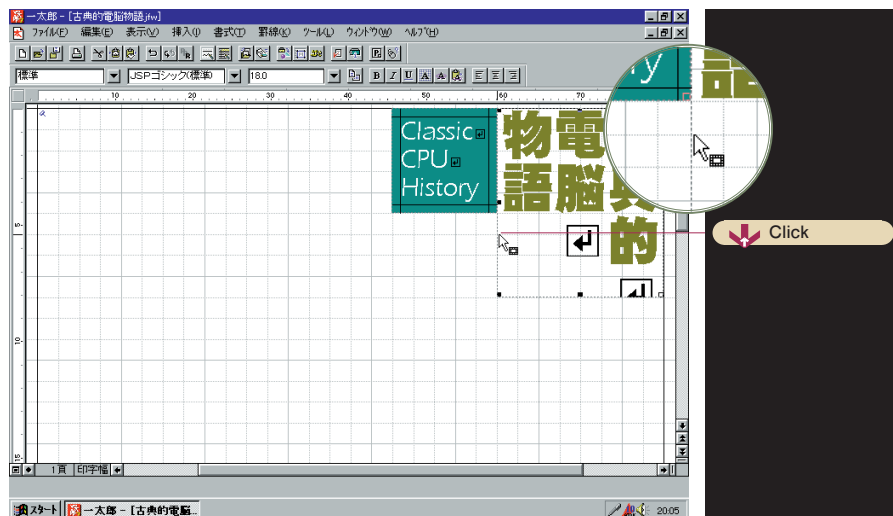 一太郎 - [古典的電脳物語.jfw]
ファイル(F) 編集(E) 表示(V) 挿入(I) 書式(T) 罫線(K) ツール(L) ウィンドウ(W) ヘルプ(H)
標準 JSPゴシック(標準) 18.0 B I U A A
10 20 30 40 50 60 70
Classic
CPU
History
電脳
物語
的
5
10
15
Click
1頁 印字幅
スタート 一太郎 - [古典的電脳... 20:05